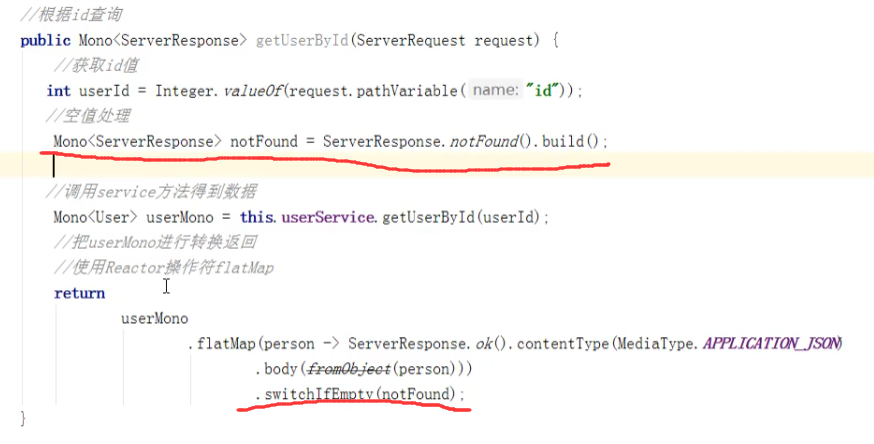 //根据id查询
public Mono<ServerResponse> getUserById(ServerRequest request) {
//获取id值
int userId = Integer.valueOf(request.pathVariable( name: "id"));
//空值处理
Mono<ServerResponse> notFound = ServerResponse.notFound().build();
//调用service方法得到数据
Mono<User> userMono = this.userService.getUserById(userId);
//把userMono进行转换返回
//使用Reactor操作符flatMap
return
userMono
.flatMap(person -> ServerResponse.ok().contentType(MediaType.APPLICATION_JSON)
.body(fromObject(person)))
.switchIfEmpty(notFound);
}